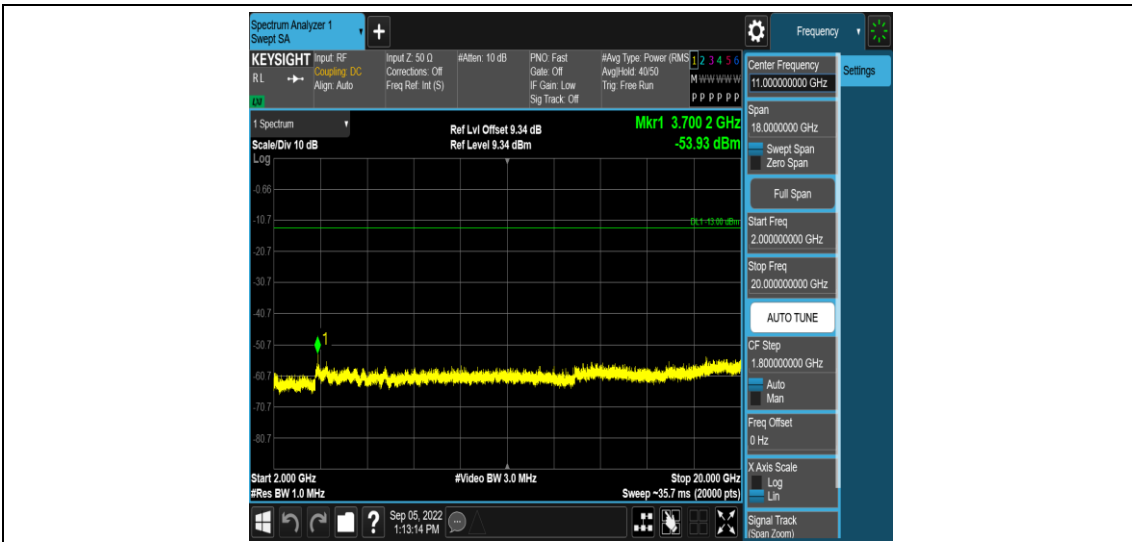 Spectrum Analyzer 1
Swept SA
+
Frequency
KEYSIGHT
RL
LXI
Input: RF
Coupling: DC
Align: Auto
Input Z: 50 Ω
Corrections: Off
Freq Ref: Int (S)
#Atten: 10 dB
PNO: Fast
Gate: Off
IF Gain: Low
Sig Track: Off
#Avg Type: Power (RMS
Avg|Hold: 40/50
Trig: Free Run
1 2 3 4 5 6
M W W W W W
P P P P P P
1 Spectrum
Scale/Div 10 dB
Log
Ref Lvl Offset 9.34 dB
Ref Level 9.34 dBm
Mkr1 3.700 2 GHz
-53.93 dBm
-0.66
-10.7
DL1 -13.00 dBm
-20.7
-30.7
-40.7
-50.7
1
-60.7
-70.7
-80.7
Start 2.000 GHz
#Res BW 1.0 MHz
#Video BW 3.0 MHz
Stop 20.000 GHz
Sweep ~35.7 ms (20000 pts)
?
Sep 05, 2022
1:13:14 PM
Center Frequency
11.000000000 GHz
Settings
Span
18.0000000 GHz
Swept Span
Zero Span
Full Span
Start Freq
2.000000000 GHz
Stop Freq
20.000000000 GHz
AUTO TUNE
CF Step
1.800000000 GHz
Auto
Man
Freq Offset
0 Hz
X Axis Scale
Log
Lin
Signal Track
(Span Zoom)